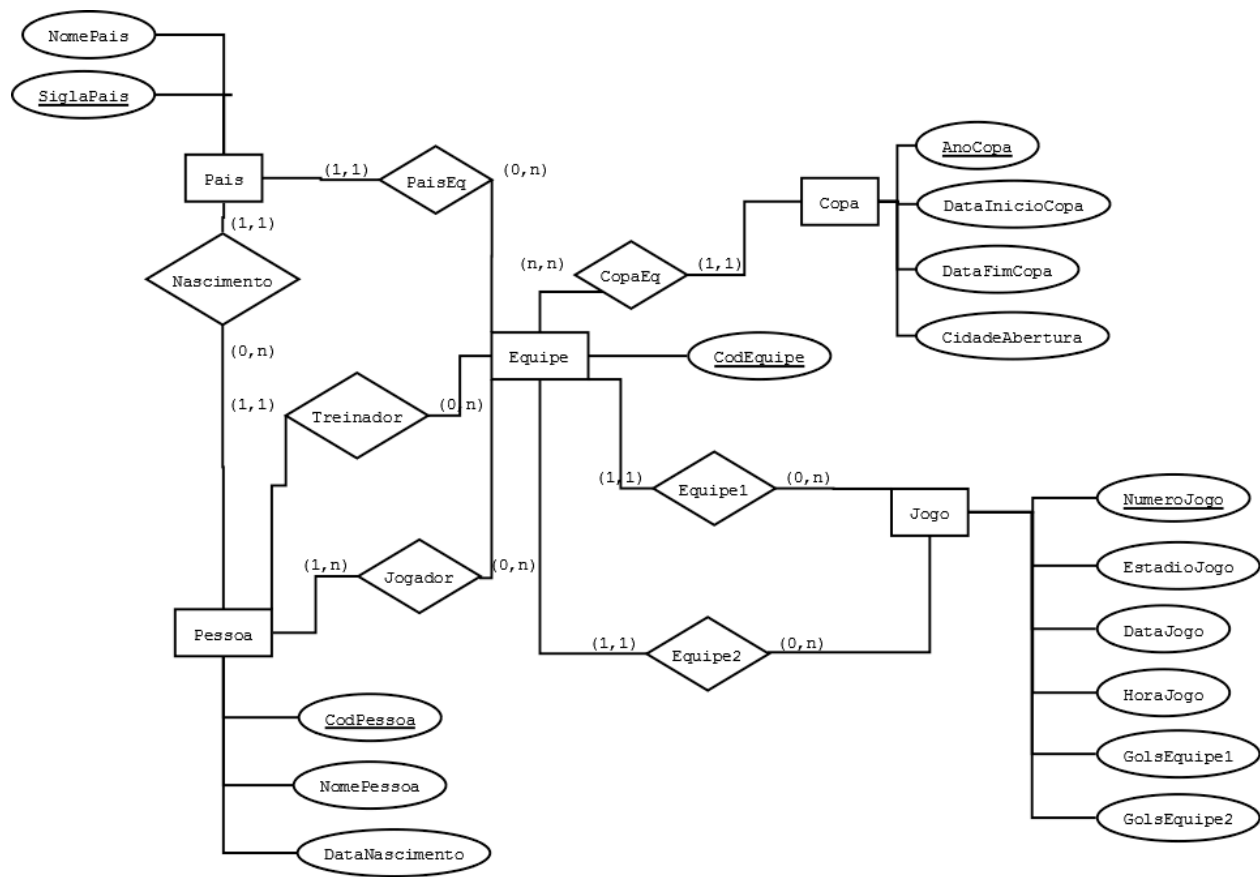 NomePais
SiglaPais
Pais
(1,1)
PaisEq
(0,n)
(1,1)
Nascimento
(0,n)
AnoCopa
DataInicioCopa
DataFimCopa
CidadeAbertura
Copa
(n,n)
CopaEq
(1,1)
Equipe
CodEquipe
(1,1)
Treinador
(0,n)
(1,1)
Equipe1
(0,n)
Jogo
NumeroJogo
EstadioJogo
DataJogo
HoraJogo
GolsEquipe1
GolsEquipe2
(1,n)
Jogador
(0,n)
Pessoa
(1,1)
Equipe2
(0,n)
CodPessoa
NomePessoa
DataNascimento